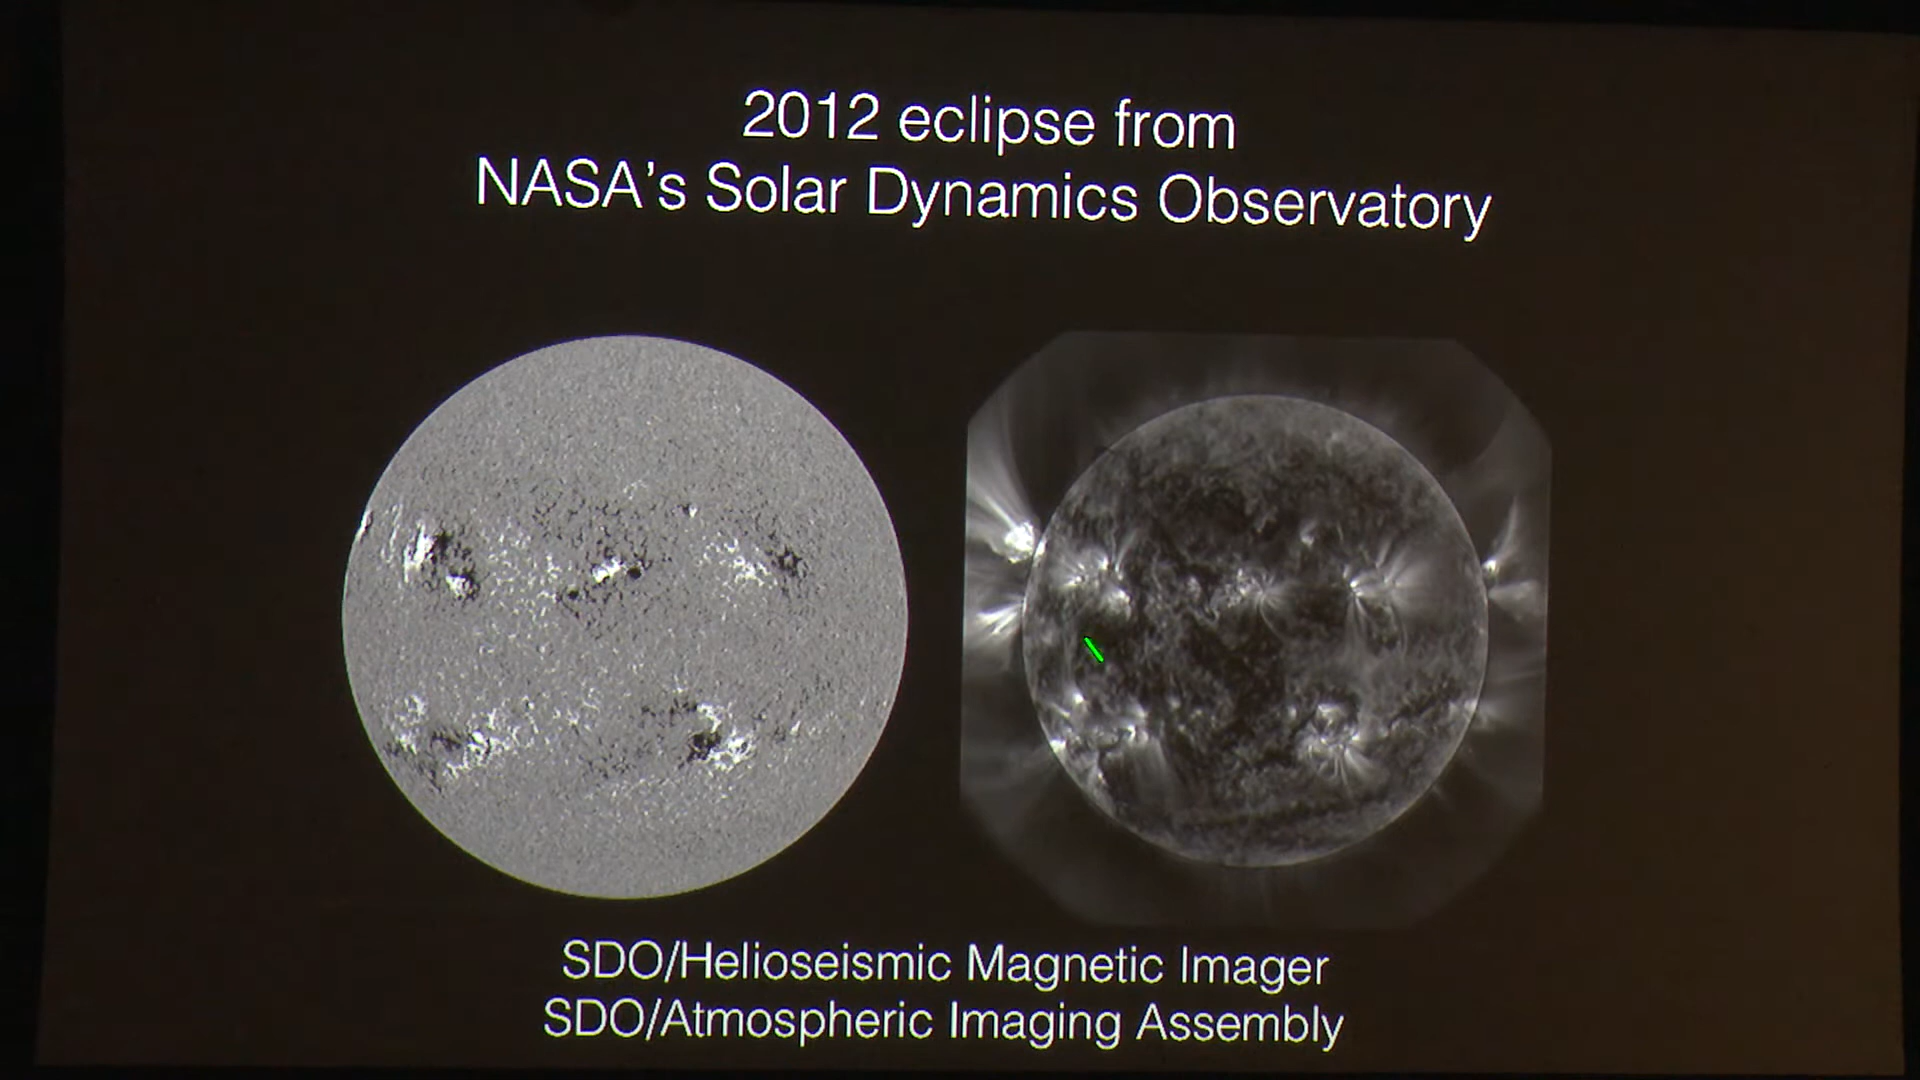 2012 eclipse from
NASA's Solar Dynamics Observatory
SDO/Helioseismic Magnetic Imager
SDO/Atmospheric Imaging Assembly